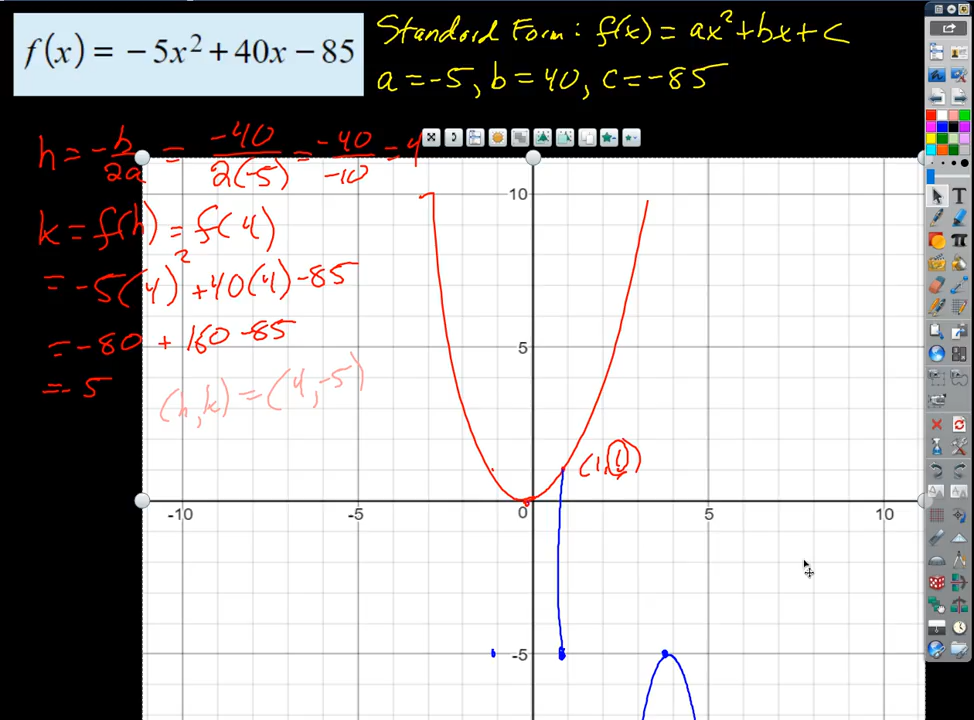 f(x) = -5x² + 40x - 85
Standard Form: f(x) = ax² + bx + c
a = -5, b = 40, c = -85
h = -b/2a = -40/2(-5) = -40/-10 = 4
k = f(h) = f(4)
= -5(4)² + 40(4) - 85
= -80 + 160 - 85
= -5
(h,k) = (4,-5)
10
5
(1,1)
-10
-5
0
5
10
-5